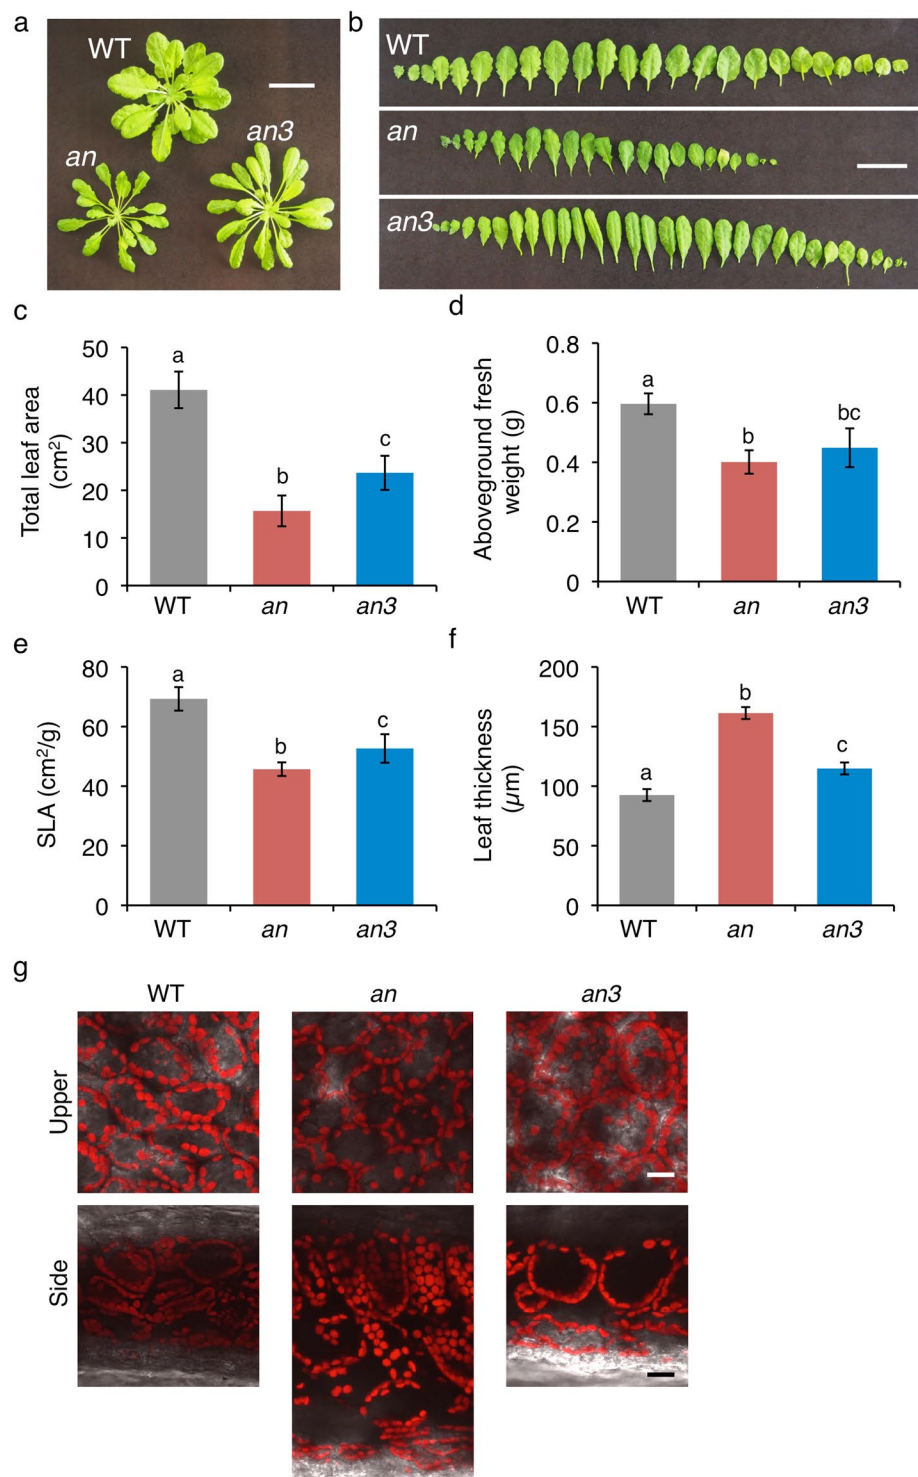 a
WT
an3
an
b
WT
an
an3
c
Total leaf area
(cm²)
50
40
30
20
10
0
a
b
c
WT an an3
d
Aboveground fresh
weight (g)
0.8
0.6
0.4
0.2
0
a
b
bc
WT an an3
e
SLA (cm²/g)
80
60
40
20
0
a
b
c
WT an an3
f
Leaf thickness
(µm)
200
150
100
50
0
a
b
c
WT an an3
g
WT an an3
Upper
Side